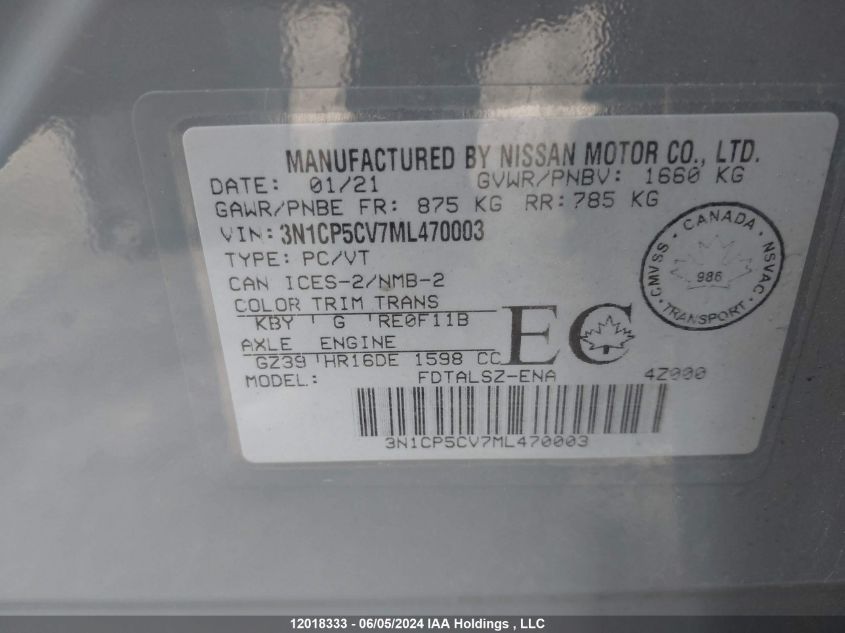 MANUFACTURED BY NISSAN MOTOR CO., LTD.
DATE: 01/21 GVWR/PNBV: 1660 KG
GAWR/PNBE FR: 875 KG RR: 785 KG
VIN: 3N1CP5CV7ML470003
TYPE: PC/VT
CAN ICES-2/NMB-2
COLOR TRIM TRANS
KBY G RE0F11B
AXLE ENGINE
GZ39 HR16DE 1598 CC
EC
MODEL: FDTALSZ-ENA 4Z000
3N1CP5CV7ML470003
CANADA
CMVSS 986 NSVAC
TRANSPORT
12018333 - 06/05/2024 IAA Holdings , LLC